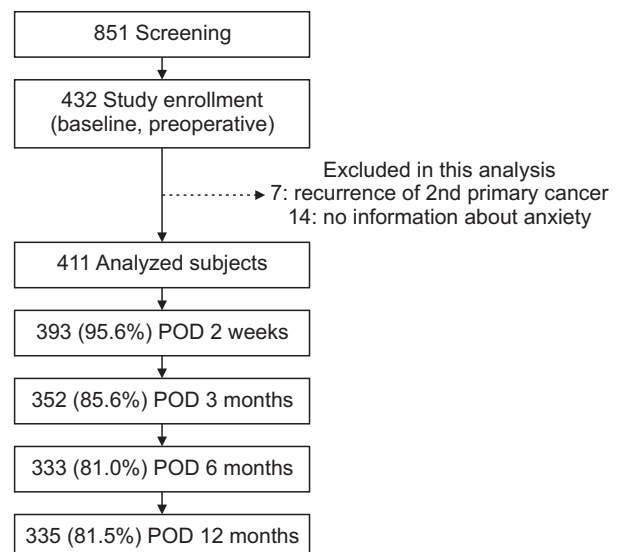 851 Screening
432 Study enrollment
(baseline, preoperative)
Excluded in this analysis
7: recurrence of 2nd primary cancer
14: no information about anxiety
411 Analyzed subjects
393 (95.6%) POD 2 weeks
352 (85.6%) POD 3 months
333 (81.0%) POD 6 months
335 (81.5%) POD 12 months